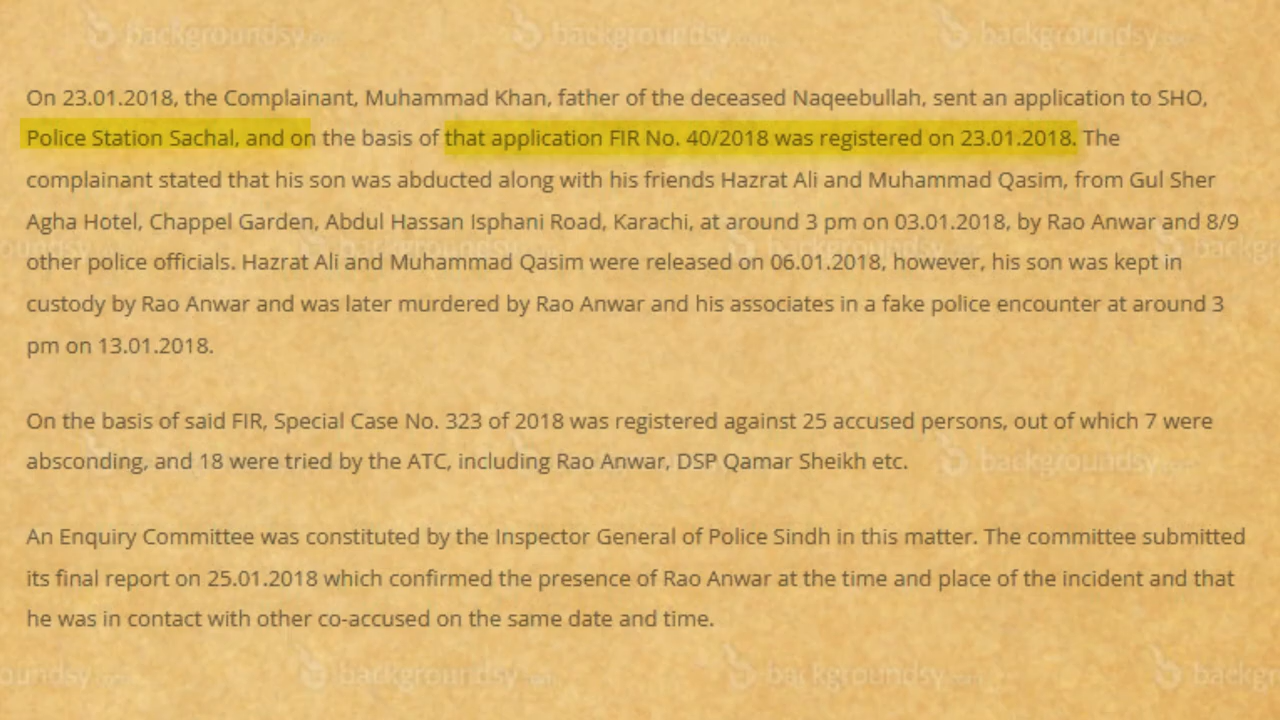 backgroundsy.com backgroundsy.com backgroundsy.com
On 23.01.2018, the Complainant, Muhammad Khan, father of the deceased Naqeebullah, sent an application to SHO,
Police Station Sachal, and on the basis of that application FIR No. 40/2018 was registered on 23.01.2018. The
complainant stated that his son was abducted along with his friends Hazrat Ali and Muhammad Qasim, from Gul Sher
Agha Hotel, Chappel Garden, Abdul Hassan Isphani Road, Karachi, at around 3 pm on 03.01.2018, by Rao Anwar and 8/9
other police officials. Hazrat Ali and Muhammad Qasim were released on 06.01.2018, however, his son was kept in
custody by Rao Anwar and was later murdered by Rao Anwar and his associates in a fake police encounter at around 3
pm on 13.01.2018.
On the basis of said FIR, Special Case No. 323 of 2018 was registered against 25 accused persons, out of which 7 were
absconding, and 18 were tried by the ATC, including Rao Anwar, DSP Qamar Sheikh etc.
An Enquiry Committee was constituted by the Inspector General of Police Sindh in this matter. The committee submitted
its final report on 25.01.2018 which confirmed the presence of Rao Anwar at the time and place of the incident and that
he was in contact with other co-accused on the same date and time.
backgroundsy.com backgroundsy.com